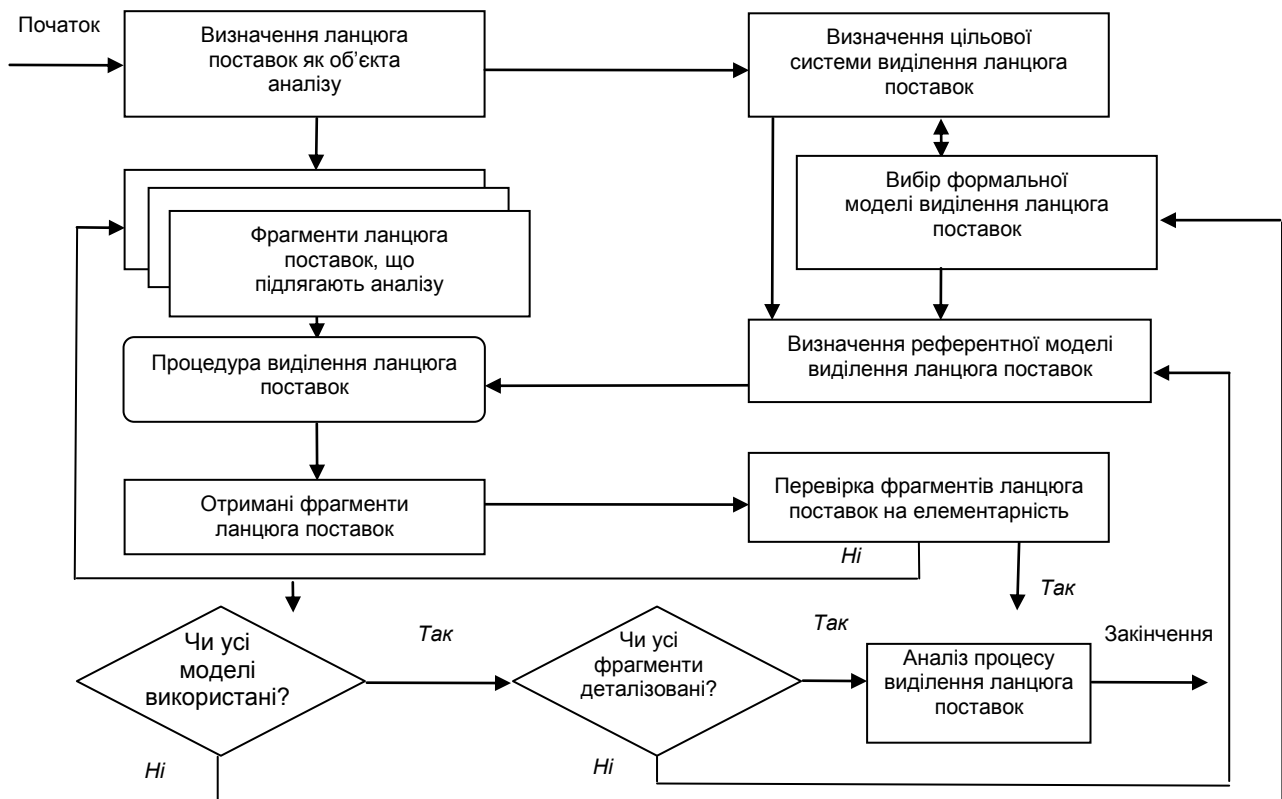 Початок
Визначення ланцюга
поставок як об’єкта
аналізу
Визначення цільової
системи виділення ланцюга
поставок
Вибір формальної
моделі виділення ланцюга
поставок
Фрагменти ланцюга
поставок, що
підлягають аналізу
Процедура виділення ланцюга
поставок
Визначення референтної моделі
виділення ланцюга поставок
Отримані фрагменти
ланцюга поставок
Перевірка фрагментів ланцюга
поставок на елементарність
Ні
Так
Чи усі
моделі
використані?
Так
Чи усі
фрагменти
деталізовані?
Так
Аналіз процесу
виділення ланцюга
поставок
Закінчення
Ні
Ні